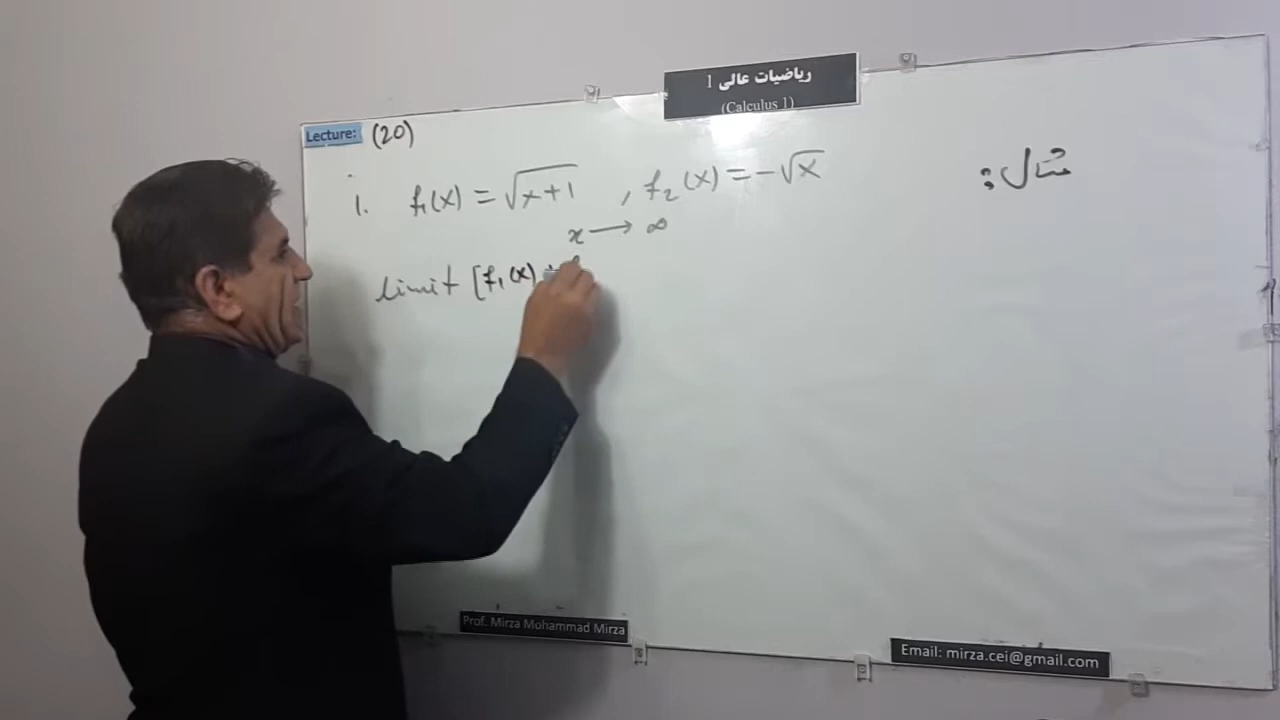 ریاضیات عالی 1
(Calculus 1)
Lecture: (20)
مثال:
i. f₁(x) = √x+1 , f₂(x) = -√x
x → ∞
limit [f₁(x) +
Prof. Mirza Mohammad Mirza
Email: mirza.cei@gmail.com